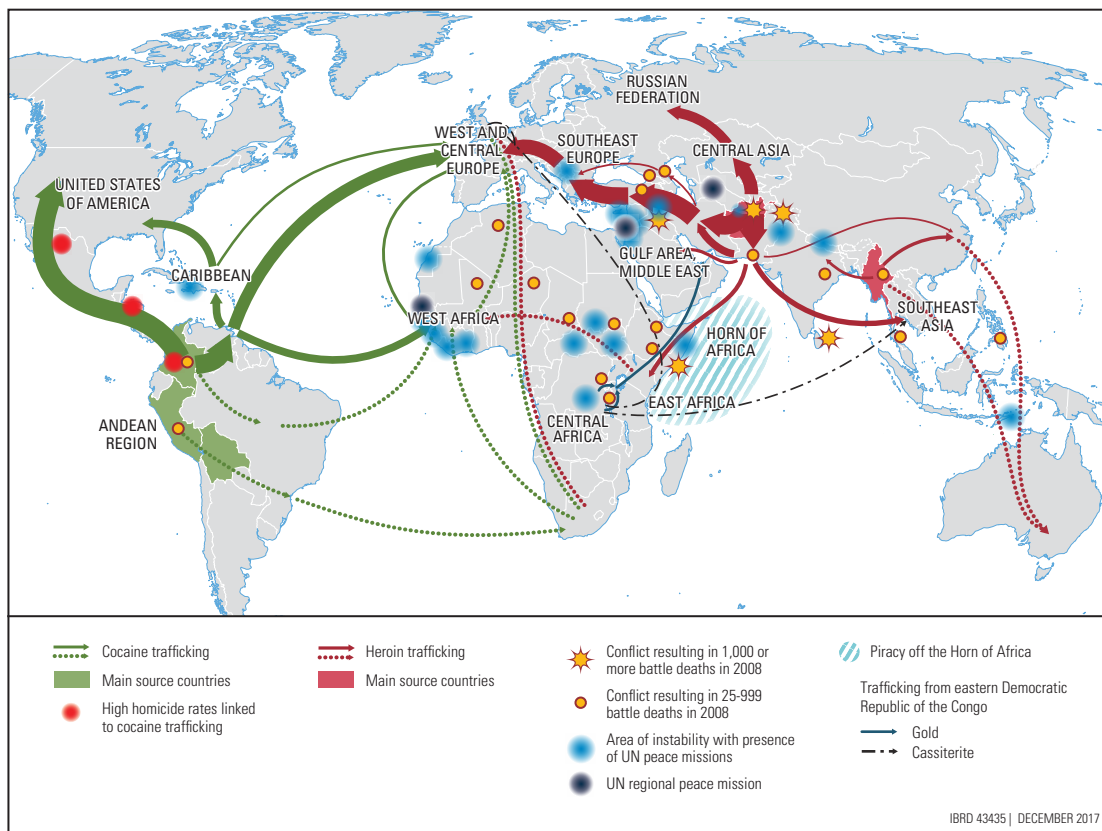 RUSSIAN
FEDERATION
WEST AND
CENTRAL
EUROPE
SOUTHEAST
EUROPE
CENTRAL ASIA
UNITED STATES
OF AMERICA
GULF AREA,
MIDDLE EAST
CARIBBEAN
WEST AFRICA
SOUTHEAST
ASIA
HORN OF
AFRICA
EAST AFRICA
ANDEAN
REGION
CENTRAL
AFRICA
Cocaine trafficking
Main source countries
High homicide rates linked
to cocaine trafficking
Heroin trafficking
Main source countries
Conflict resulting in 1,000 or
more battle deaths in 2008
Conflict resulting in 25-999
battle deaths in 2008
Area of instability with presence
of UN peace missions
UN regional peace mission
Piracy off the Horn of Africa
Trafficking from eastern Democratic
Republic of the Congo
Gold
Cassiterite
IBRD 43435 | DECEMBER 2017